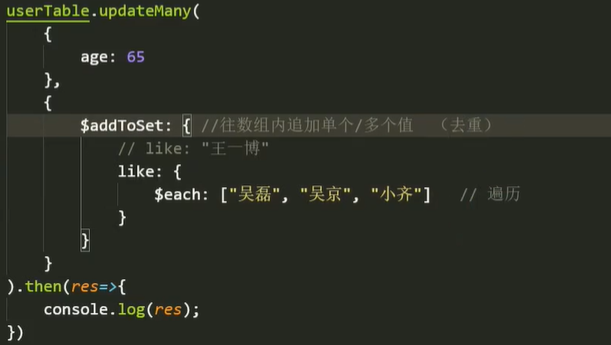 userTable.updateMany(
{
age: 65
},
{
$addToSet: { //往数组内追加单个/多个值 （去重）
// like: "王一博"
like: {
$each: ["吴磊", "吴京", "小齐"] // 遍历
}
}
}
).then(res=>{
console.log(res);
})